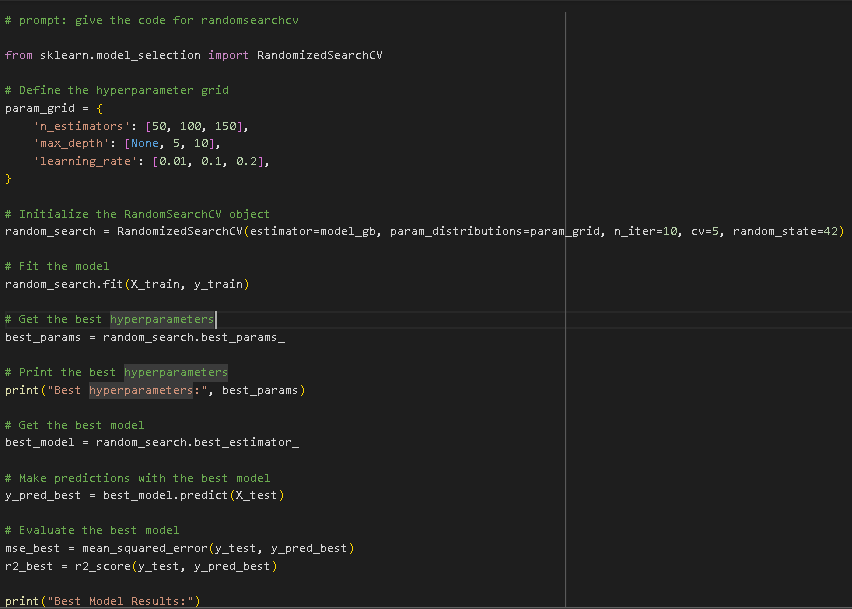 # prompt: give the code for randomsearchcv
from sklearn.model_selection import RandomizedSearchCV
# Define the hyperparameter grid
param_grid = {
    'n_estimators': [50, 100, 150],
    'max_depth': [None, 5, 10],
    'learning_rate': [0.01, 0.1, 0.2],
}
# Initialize the RandomSearchCV object
random_search = RandomizedSearchCV(estimator=model_gb, param_distributions=param_grid, n_iter=10, cv=5, random_state=42)
# Fit the model
random_search.fit(X_train, y_train)
# Get the best hyperparameters
best_params = random_search.best_params_
# Print the best hyperparameters
print("Best hyperparameters:", best_params)
# Get the best model
best_model = random_search.best_estimator_
# Make predictions with the best model
y_pred_best = best_model.predict(X_test)
# Evaluate the best model
mse_best = mean_squared_error(y_test, y_pred_best)
r2_best = r2_score(y_test, y_pred_best)
print("Best Model Results:")